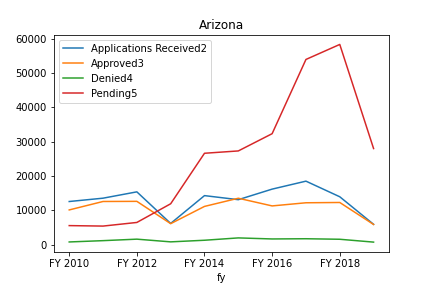 Arizona
60000
50000
40000
30000
20000
10000
0
Applications Received2
Approved3
Denied4
Pending5
FY 2010 FY 2012 FY 2014 FY 2016 FY 2018
fy